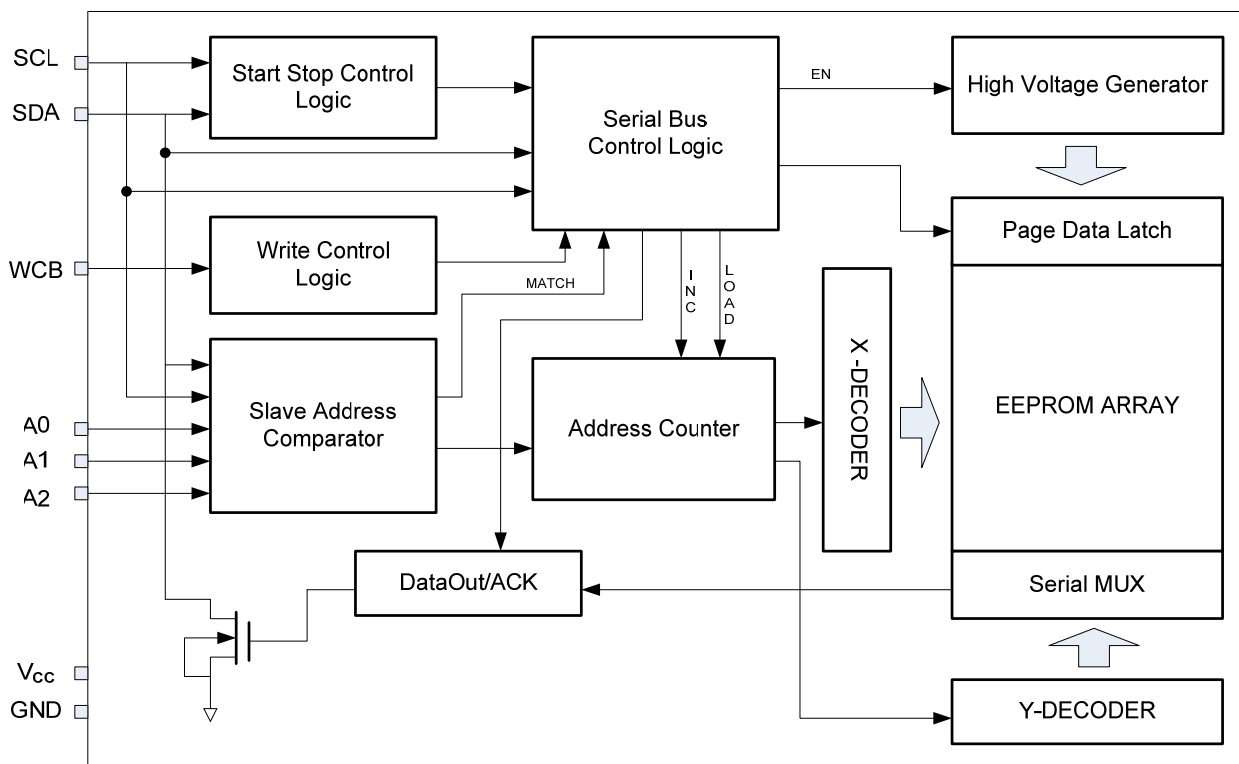 SCL
SDA
WCB
A0
A1
A2
Vcc
GND
Start Stop Control
Logic
Write Control
Logic
Slave Address
Comparator
Serial Bus
Control Logic
MATCH
INC
LOAD
EN
Address Counter
DataOut/ACK
X -DECODER
High Voltage Generator
Page Data Latch
EEPROM ARRAY
Serial MUX
Y-DECODER